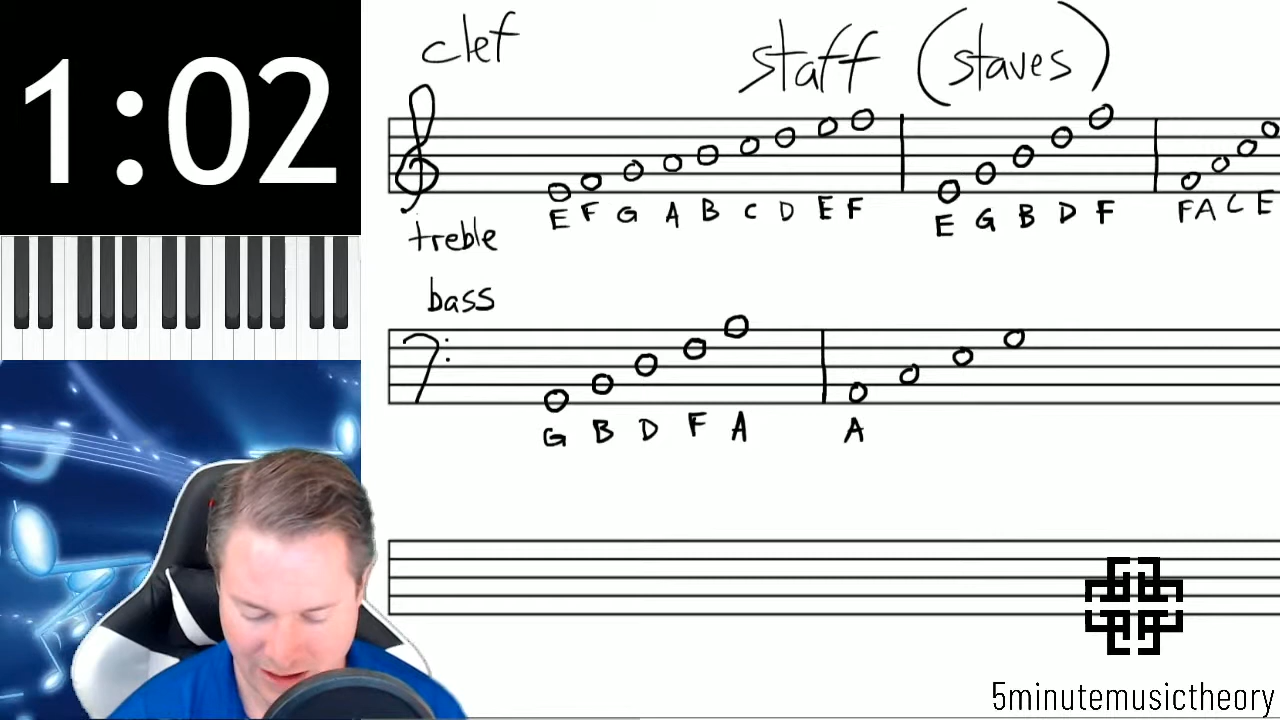 1:02
clef
staff (staves)
E F G A B C D E F
E G B D F
F A C E
treble
bass
G B D F A
A
5minutemusictheory